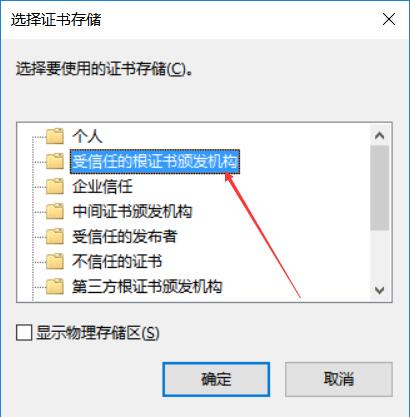 选择证书存储
选择要使用的证书存储(C)。
个人
受信任的根证书颁发机构
企业信任
中间证书颁发机构
受信任的发布者
不信任的证书
第三方根证书颁发机构
显示物理存储区(S)
确定
取消